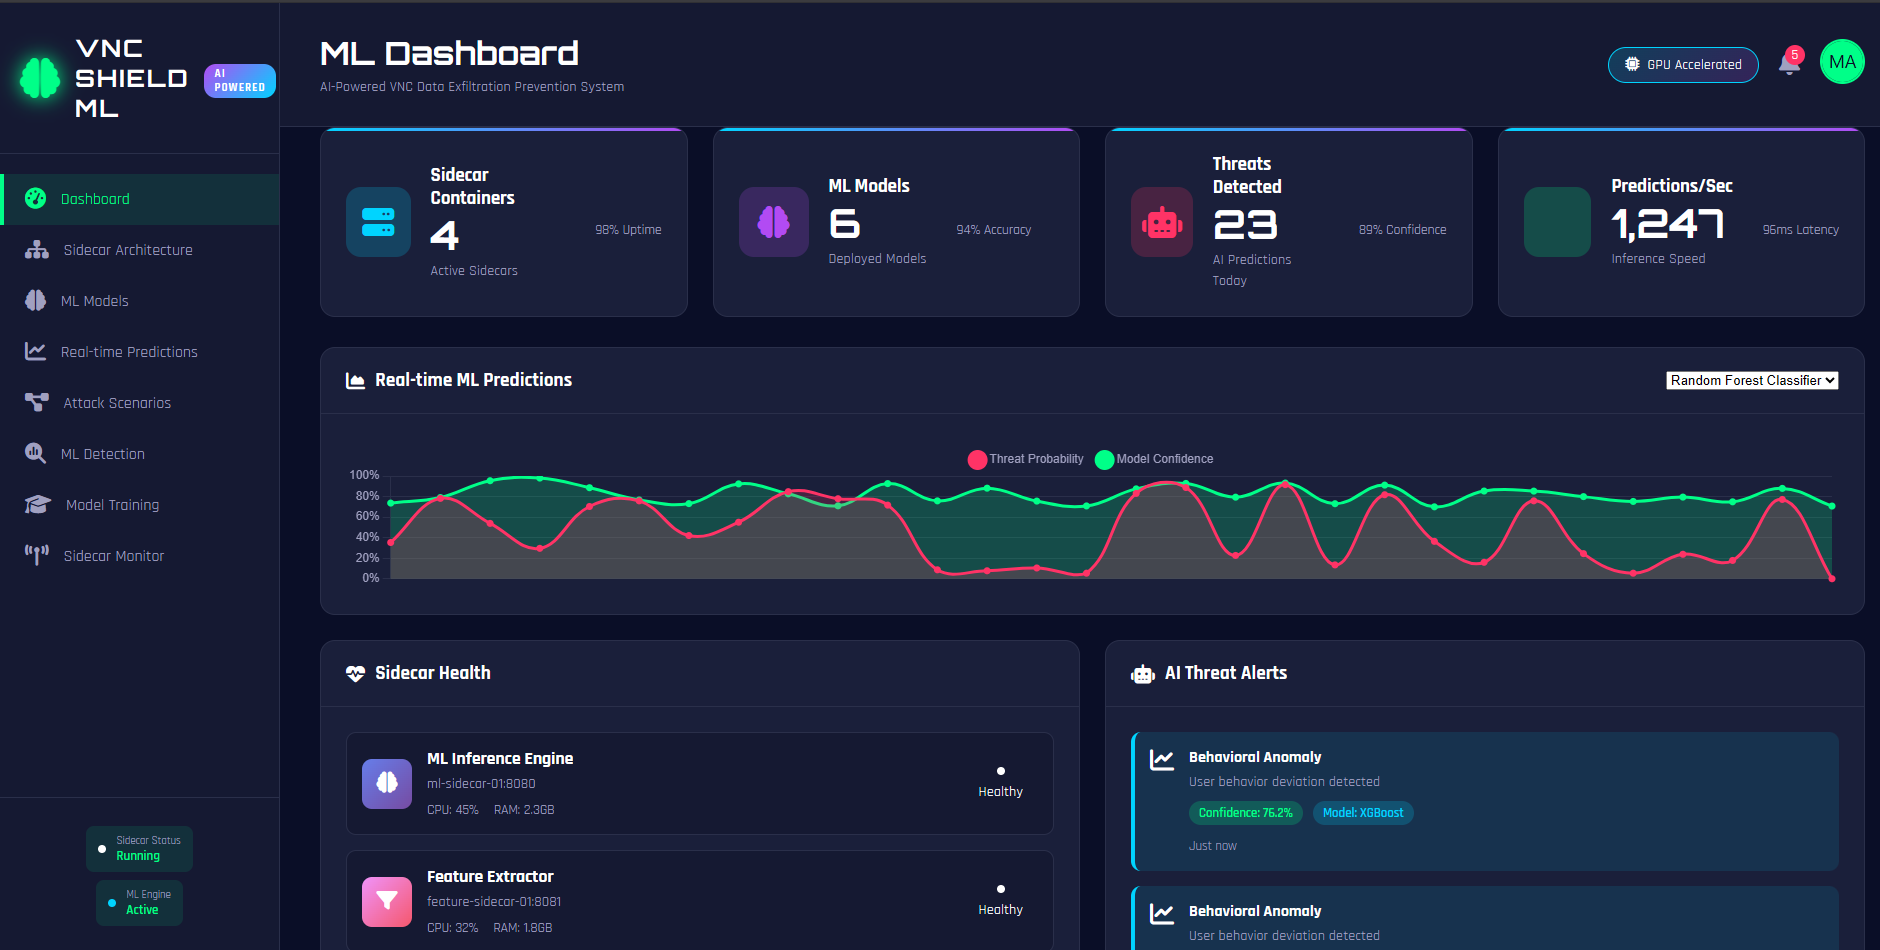 VNC
SHIELD
ML
AI
POWERED
Dashboard
Sidecar Architecture
ML Models
Real-time Predictions
Attack Scenarios
ML Detection
Model Training
Sidecar Monitor
Sidecar Status
Running
ML Engine
Active
ML Dashboard
AI-Powered VNC Data Exfiltration Prevention System
GPU Accelerated
5
MA
Sidecar
Containers
4
Active Sidecars
98% Uptime
ML Models
6
Deployed Models
94% Accuracy
Threats
Detected
23
AI Predictions
Today
89% Confidence
Predictions/Sec
1,247
Inference Speed
96ms Latency
Real-time ML Predictions
Random Forest Classifier
Threat Probability
Model Confidence
100%
80%
60%
40%
20%
0%
Sidecar Health
ML Inference Engine
ml-sidecar-01:8080
CPU: 45% RAM: 2.3GB
Healthy
Feature Extractor
feature-sidecar-01:8081
CPU: 32% RAM: 1.8GB
Healthy
AI Threat Alerts
Behavioral Anomaly
User behavior deviation detected
Confidence: 76.2% Model: XGBoost
Just now
Behavioral Anomaly
User behavior deviation detected